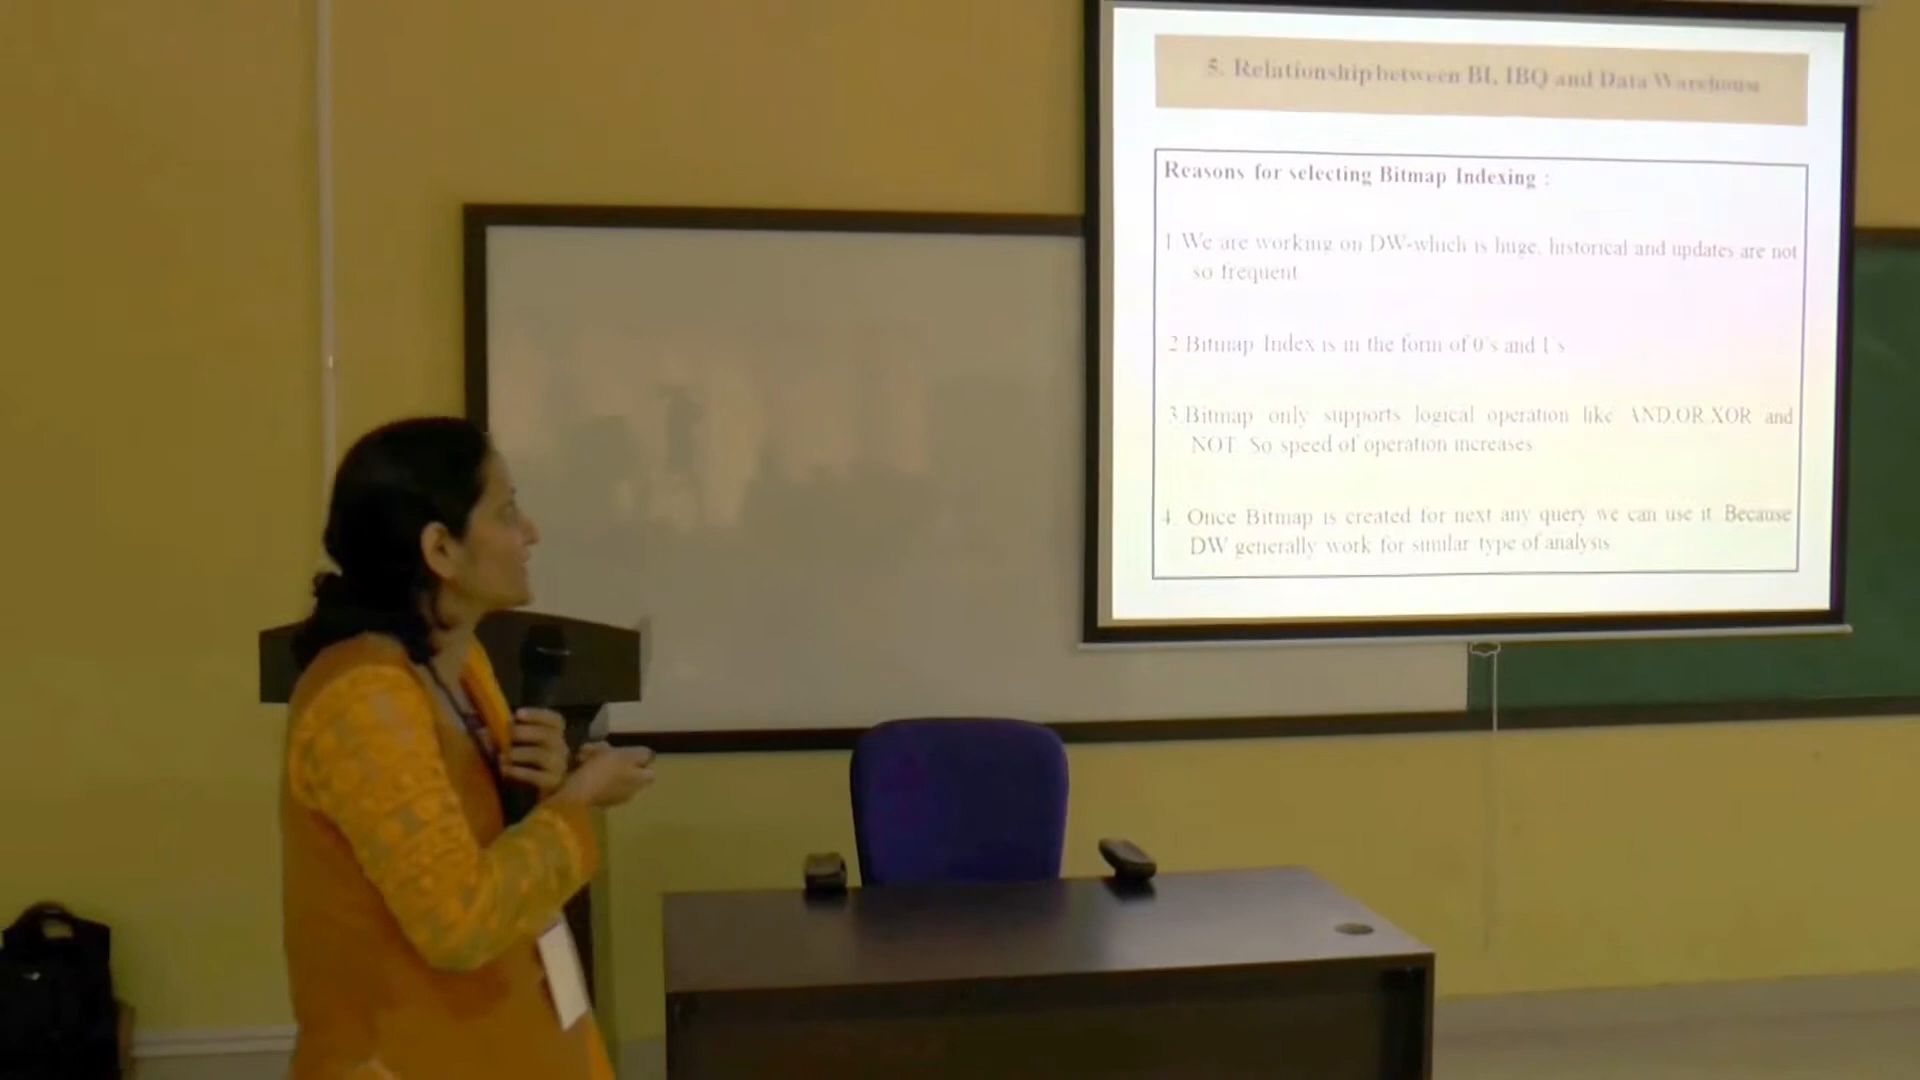 5. Relationship between BI, IBQ and Data Warehouse
Reasons for selecting Bitmap Indexing :
1 We are working on DW-which is huge, historical and updates are not
so frequent
2 Bitmap Index is in the form of 0's and 1's
3 Bitmap only supports logical operation like AND,OR,XOR and
NOT. So speed of operation increases
4. Once Bitmap is created for next any query we can use it. Because
DW generally work for similar type of analysis